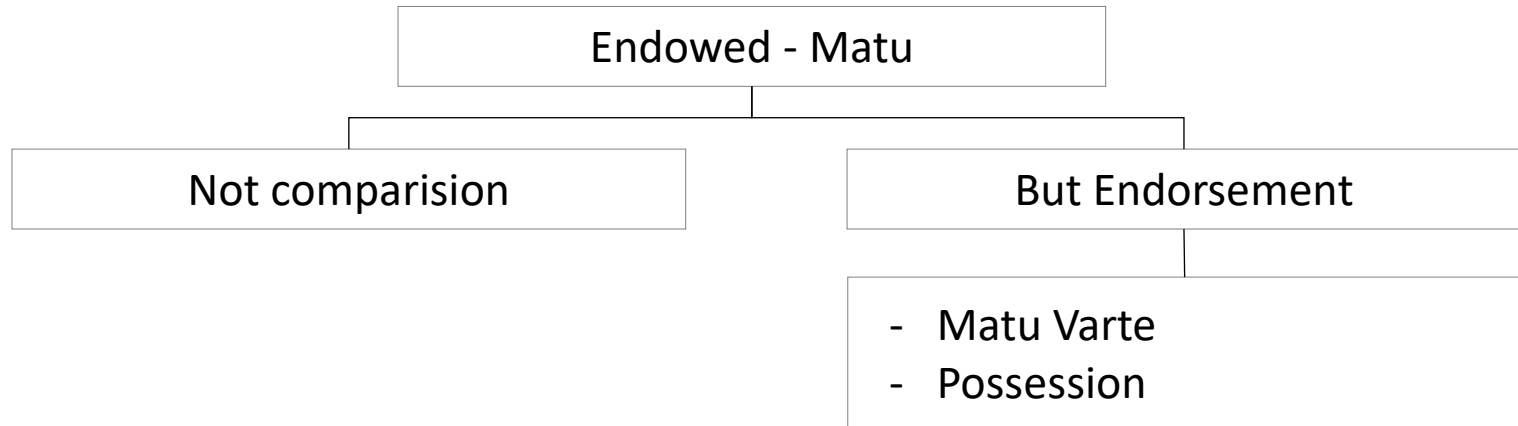 Endowed - Matu
Not comparision
But Endorsement
- Matu Varte
- Possession